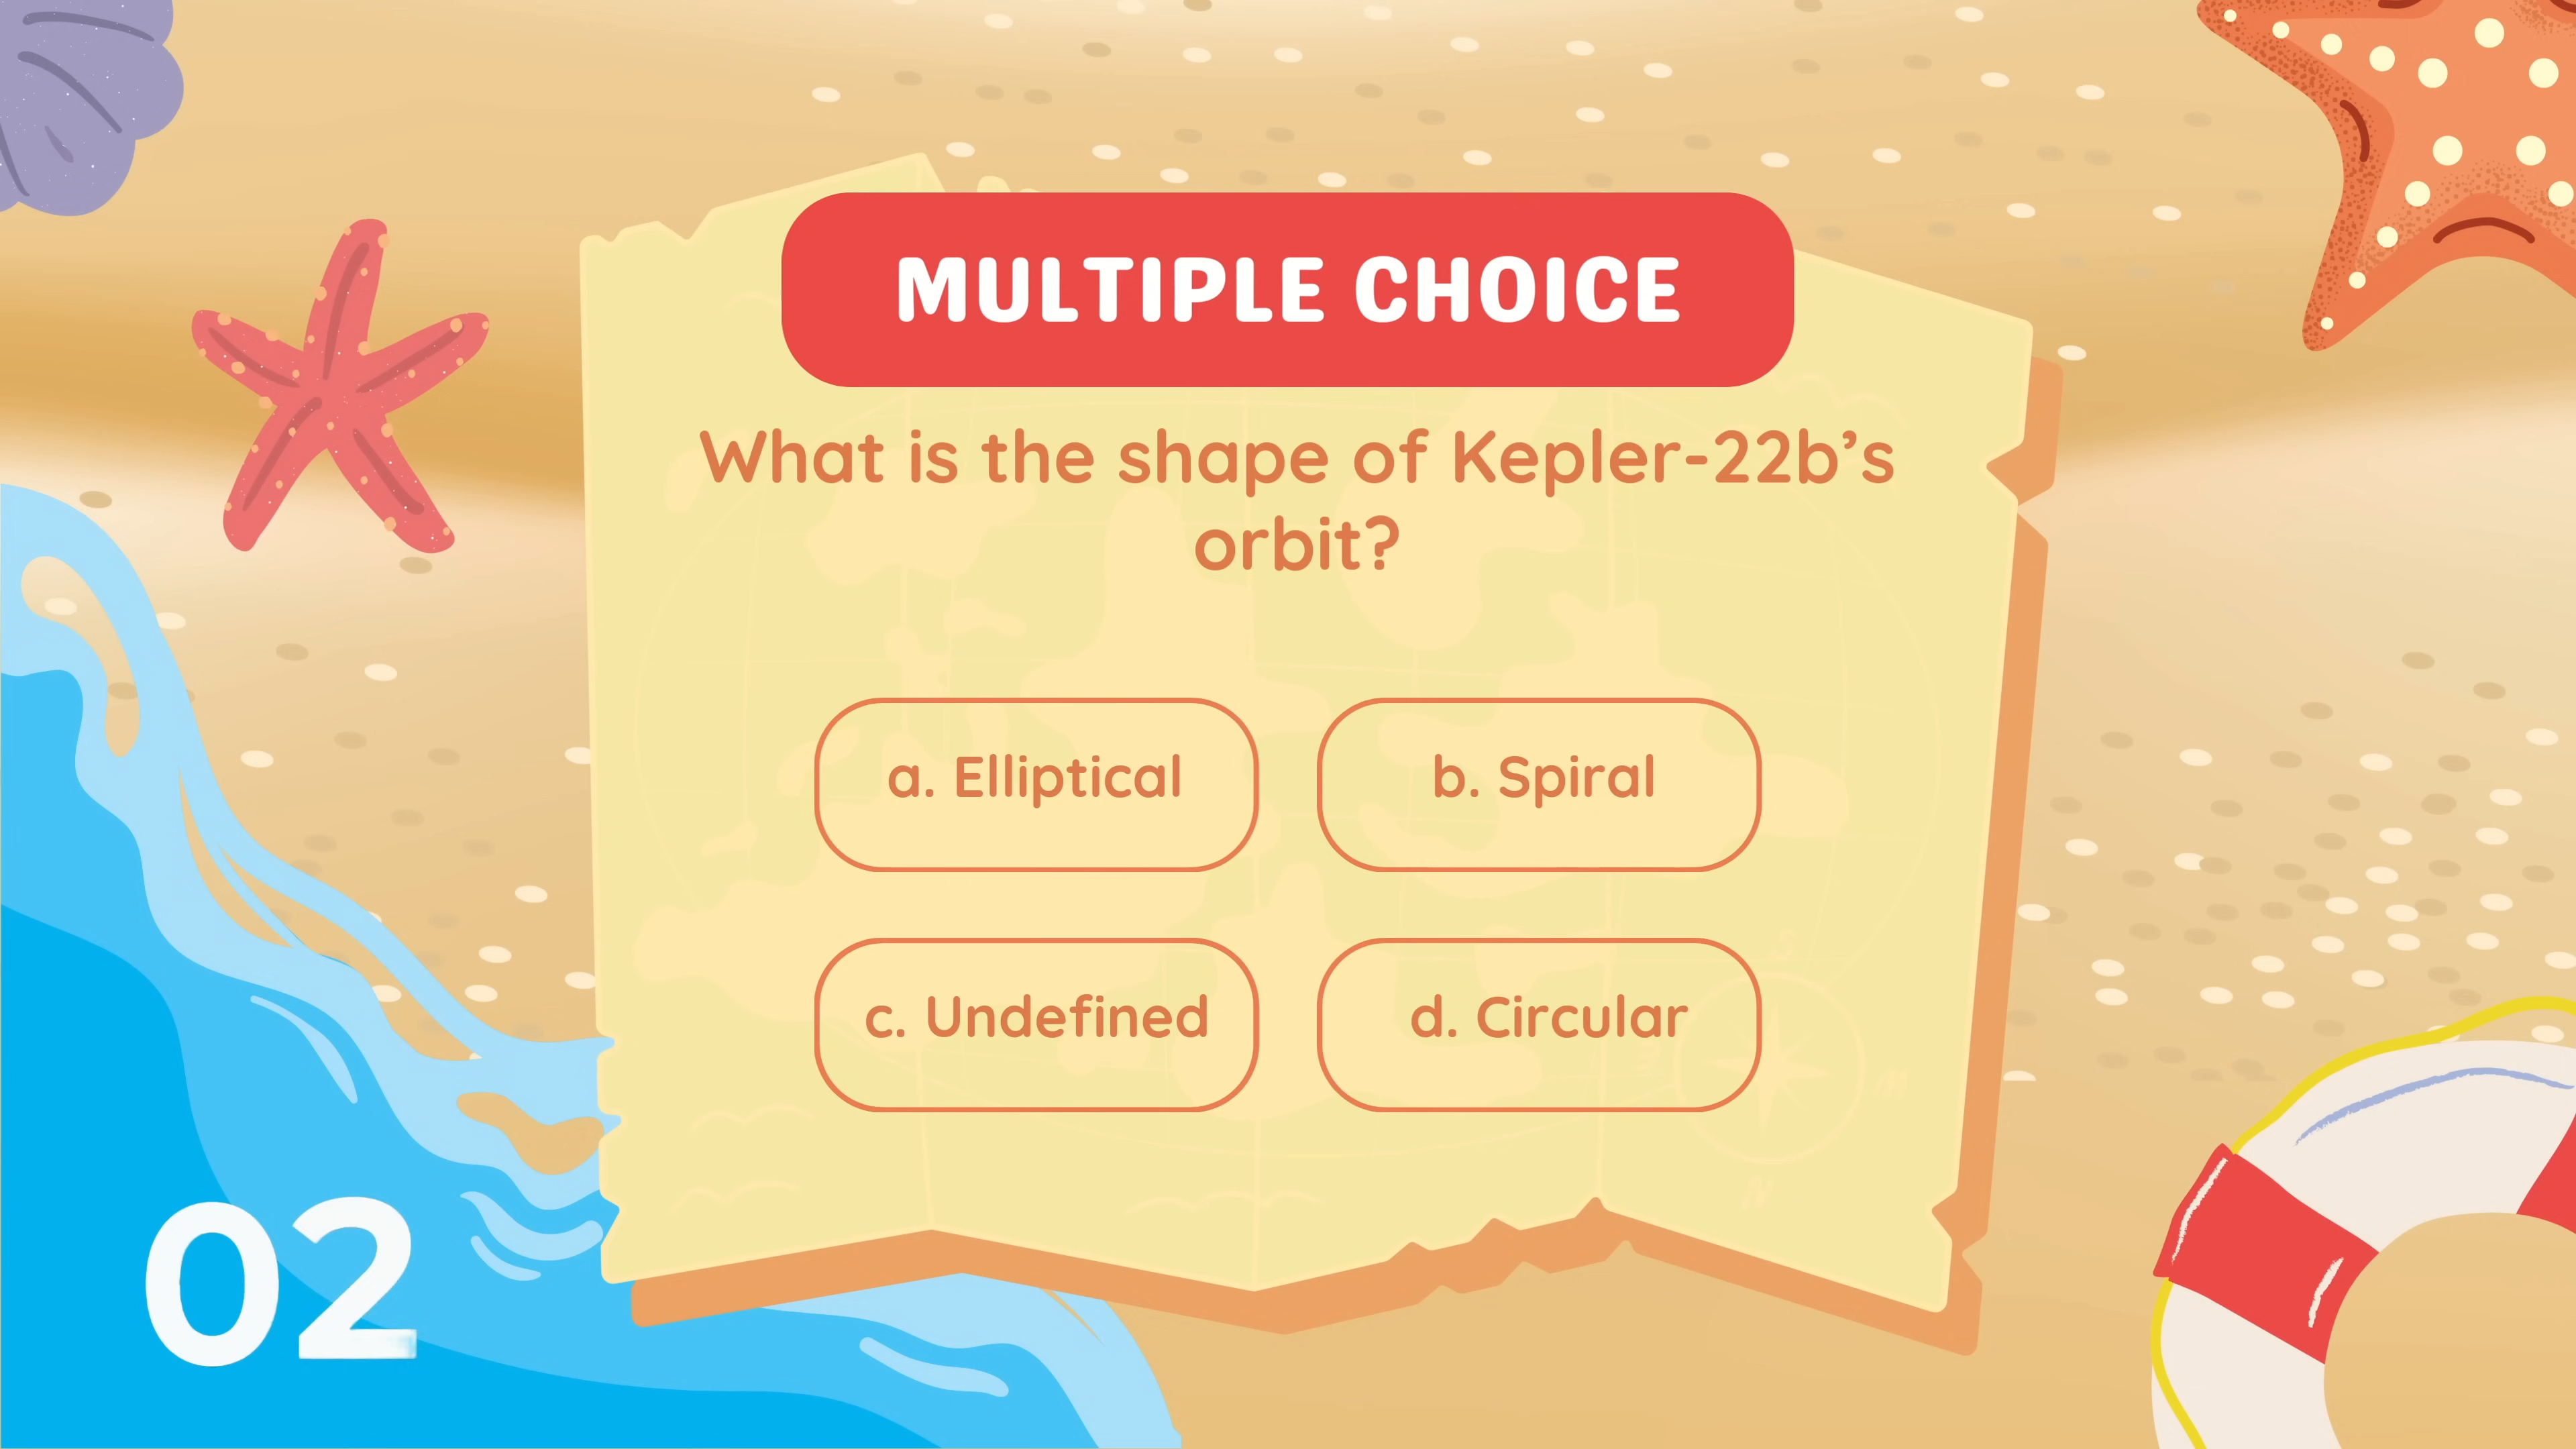 MULTIPLE CHOICE
What is the shape of Kepler-22b’s
orbit?
a. Elliptical
b. Spiral
c. Undefined
d. Circular
02